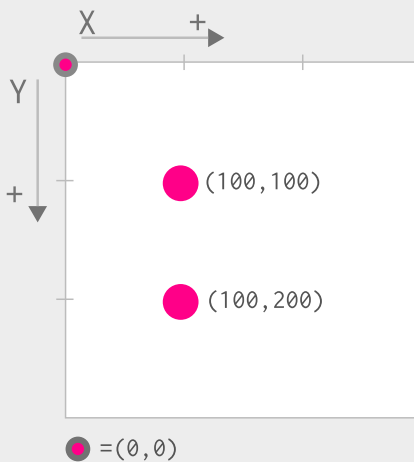 X +
Y
+
(100,100)
(100,200)
=(0,0)